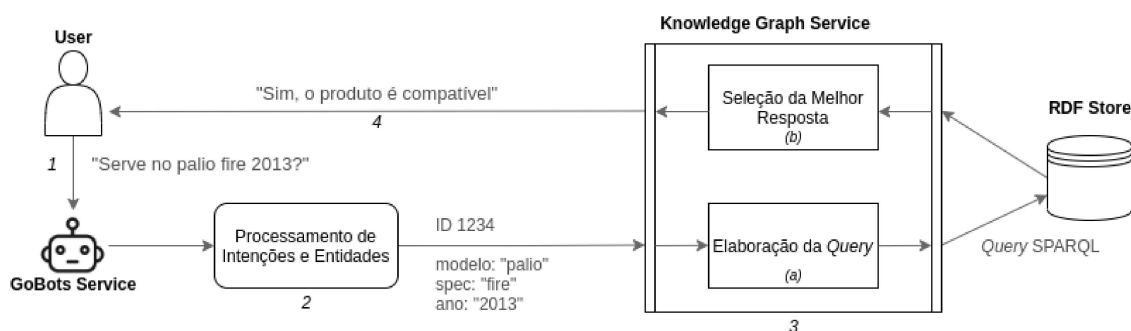 Knowledge Graph Service
User
"Sim, o produto é compatível"
4
Seleção da Melhor
Resposta
(b)
RDF Store
1
"Serve no palio fire 2013?"
GoBots Service
Processamento de
Intenções e Entidades
2
ID 1234
modelo: "palio"
spec: "fire"
ano: "2013"
Elaboração da Query
(a)
Query SPARQL
3